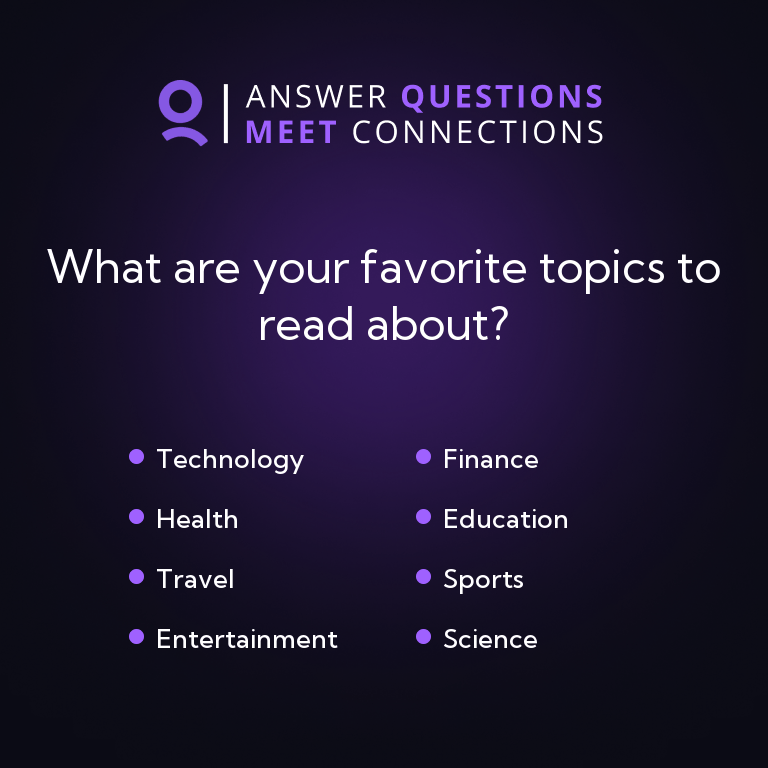 ANSWER QUESTIONS
MEET CONNECTIONS
What are your favorite topics to
read about?
Technology
Health
Travel
Entertainment
Finance
Education
Sports
Science